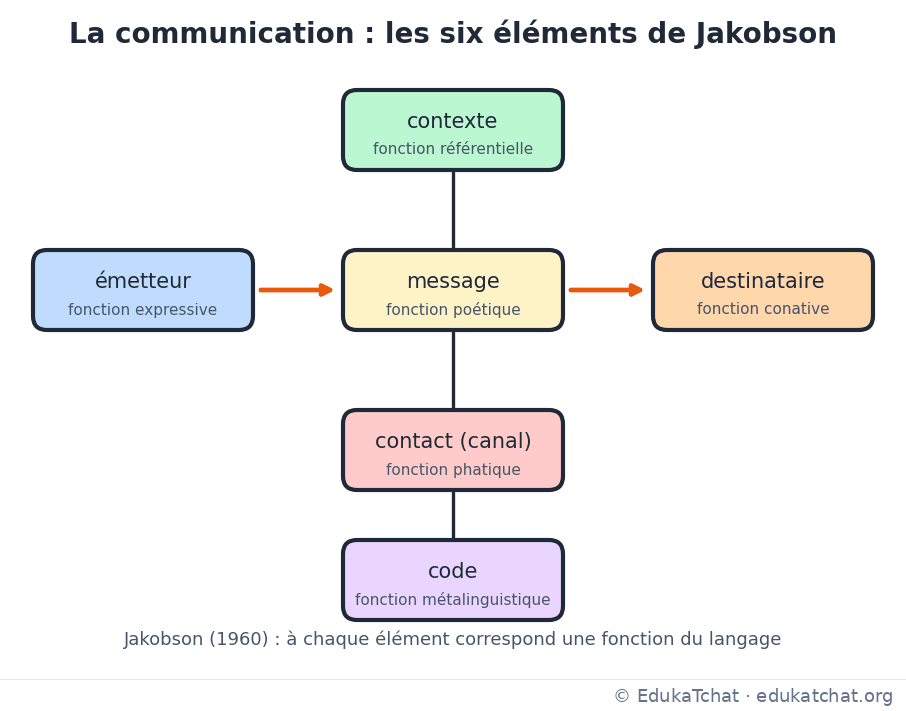 La communication : les six éléments de Jakobson
contexte
fonction référentielle
émetteur
fonction expressive
message
fonction poétique
destinataire
fonction conative
contact (canal)
fonction phatique
code
fonction métalinguistique
Jakobson (1960) : à chaque élément correspond une fonction du langage
© EdukaTchat · edukatchat.org